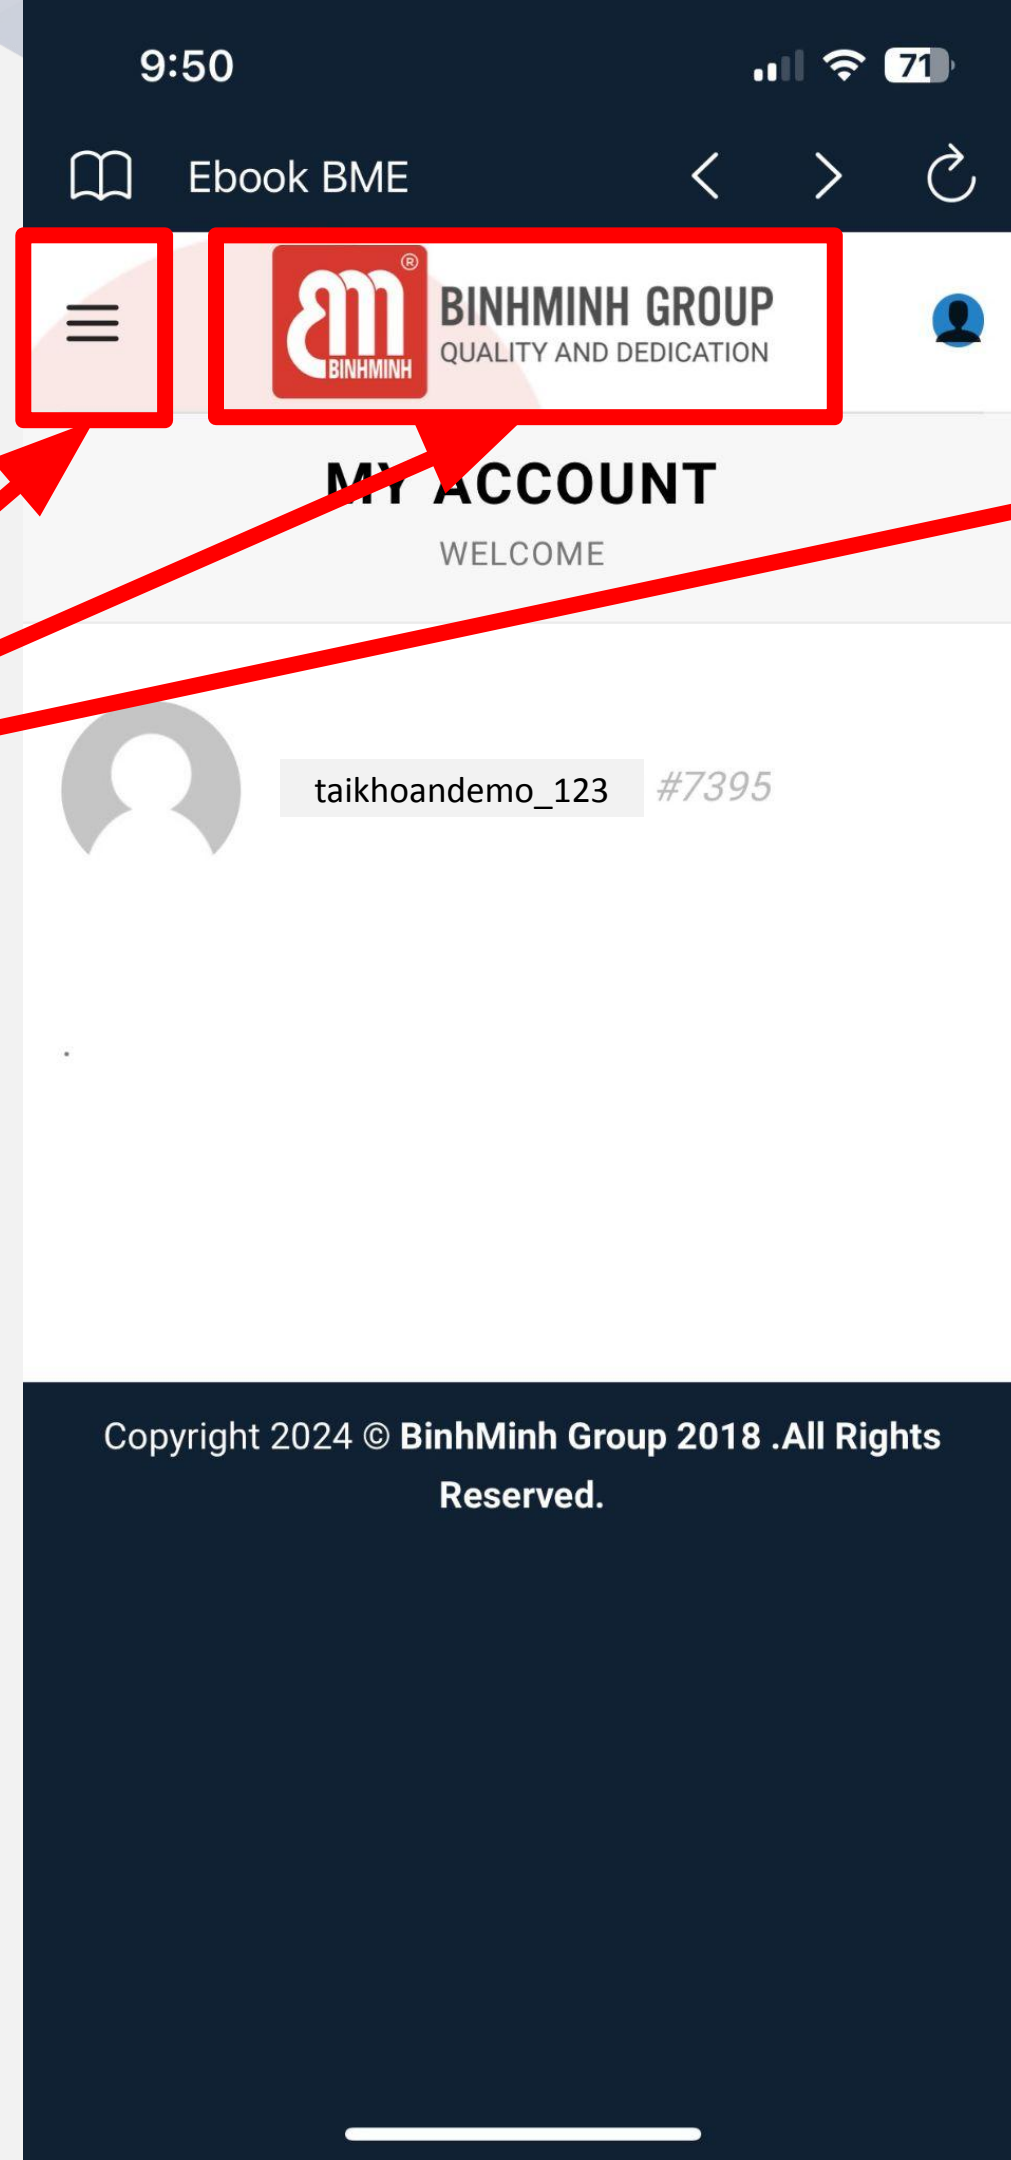 9:50
71
Ebook BME
®
BINHMINH
BINHMINH GROUP
QUALITY AND DEDICATION
MY ACCOUNT
WELCOME
taikhoandemo_123 #7395
.
Copyright 2024 © BinhMinh Group 2018 .All Rights
Reserved.